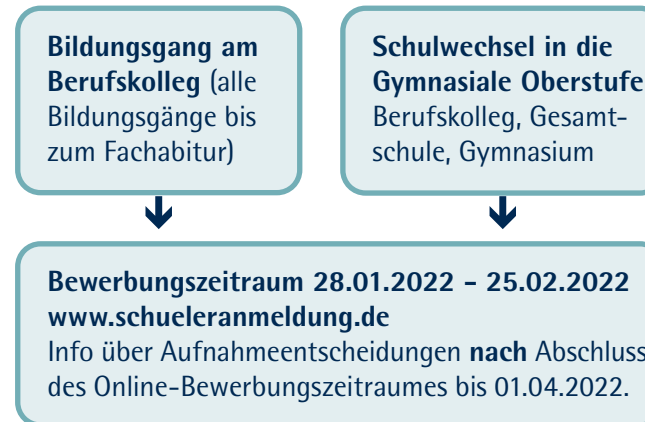 Bildungsgang am
Berufskolleg (alle
Bildungsgänge bis
zum Fachabitur)
Schulwechsel in die
Gymnasiale Oberstufe
Berufskolleg, Gesamt-
schule, Gymnasium
Bewerbungszeitraum 28.01.2022 – 25.02.2022
www.schueleranmeldung.de
Info über Aufnahmeentscheidungen nach Abschluss
des Online-Bewerbungszeitraumes bis 01.04.2022.